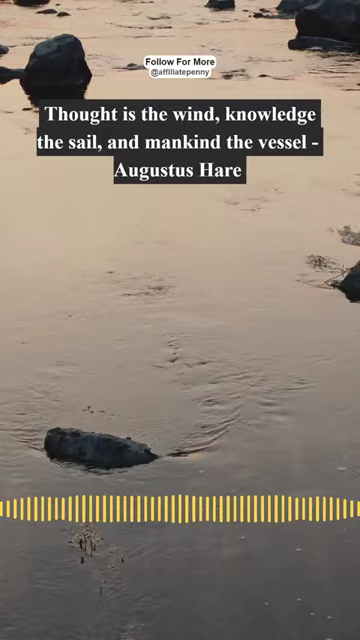 Follow For More
@affiliatepenny
Thought is the wind, knowledge
the sail, and mankind the vessel -
Augustus Hare